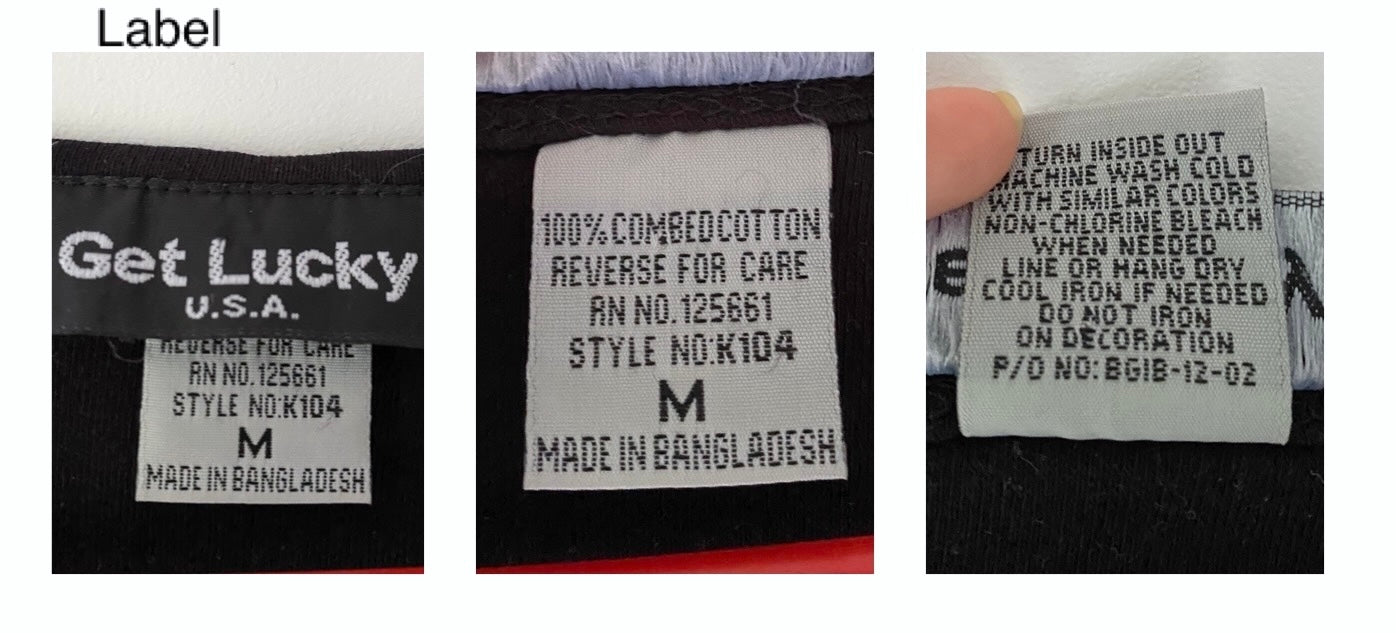 Label
Get Lucky
U.S.A.
REVERSE FOR CARE
RN NO.125661
STYLE NO:K104
M
MADE IN BANGLADESH
100% COMBEDCOTTON
REVERSE FOR CARE
RN NO.125661
STYLE NO:K104
M
MADE IN BANGLADESH
TURN INSIDE OUT
MACHINE WASH COLD
WITH SIMILAR COLORS
NON-CHLORINE BLEACH
WHEN NEEDED
LINE OR HANG DRY
COOL IRON IF NEEDED
DO NOT IRON
ON DECORATION
P/O NO:BGIB-12-02